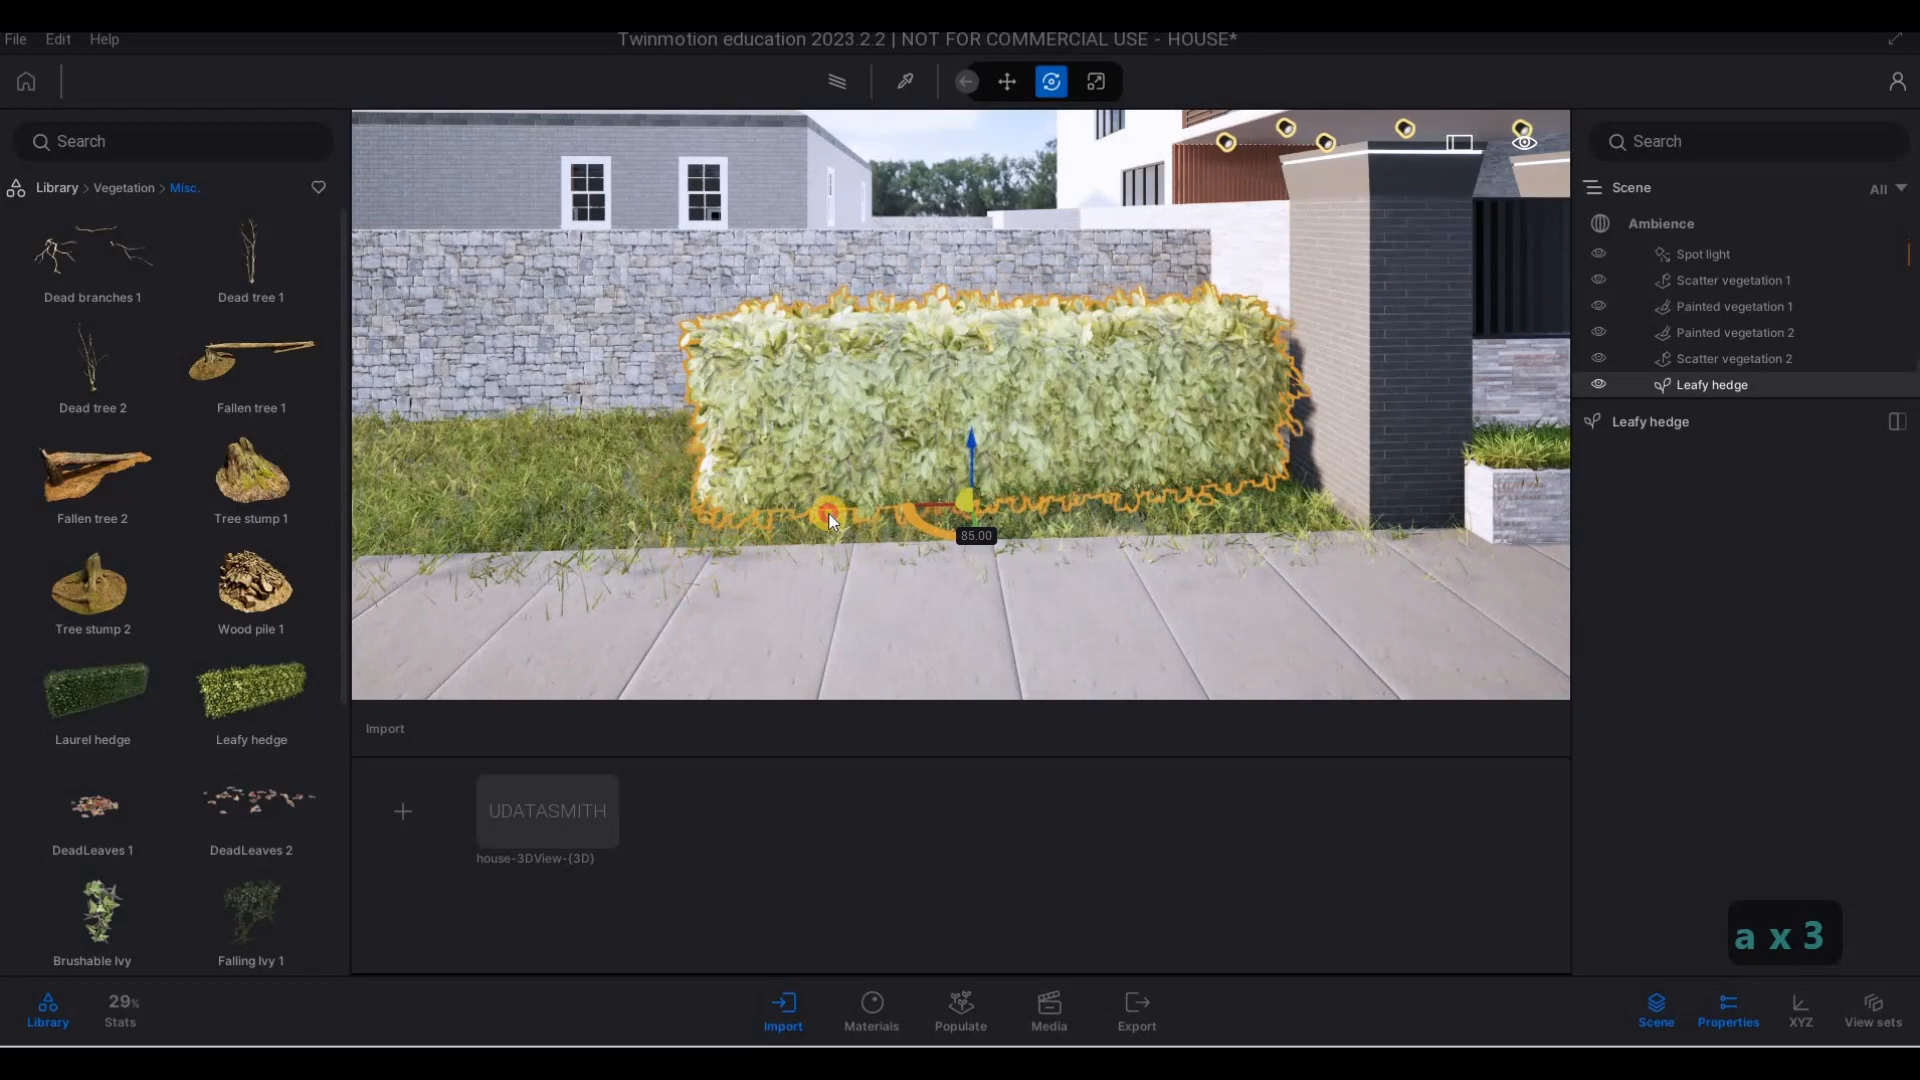 File Edit Help
Twinmotion education 2023.2.2 | NOT FOR COMMERCIAL USE - HOUSE*
Search
Library > Vegetation > Misc.
Dead branches 1
Dead tree 1
Dead tree 2
Fallen tree 1
Fallen tree 2
Tree stump 1
Tree stump 2
Wood pile 1
Laurel hedge
Leafy hedge
DeadLeaves 1
DeadLeaves 2
Brushable Ivy
Falling Ivy 1
85.00
Import
UDATASMITH
house-3DView-{3D}
Search
Scene
All
Ambience
Spot light
Scatter vegetation 1
Painted vegetation 1
Painted vegetation 2
Scatter vegetation 2
Leafy hedge
Leafy hedge
a x 3
Library
29%
Stats
Import
Materials
Populate
Media
Export
Scene
Properties
XYZ
View sets